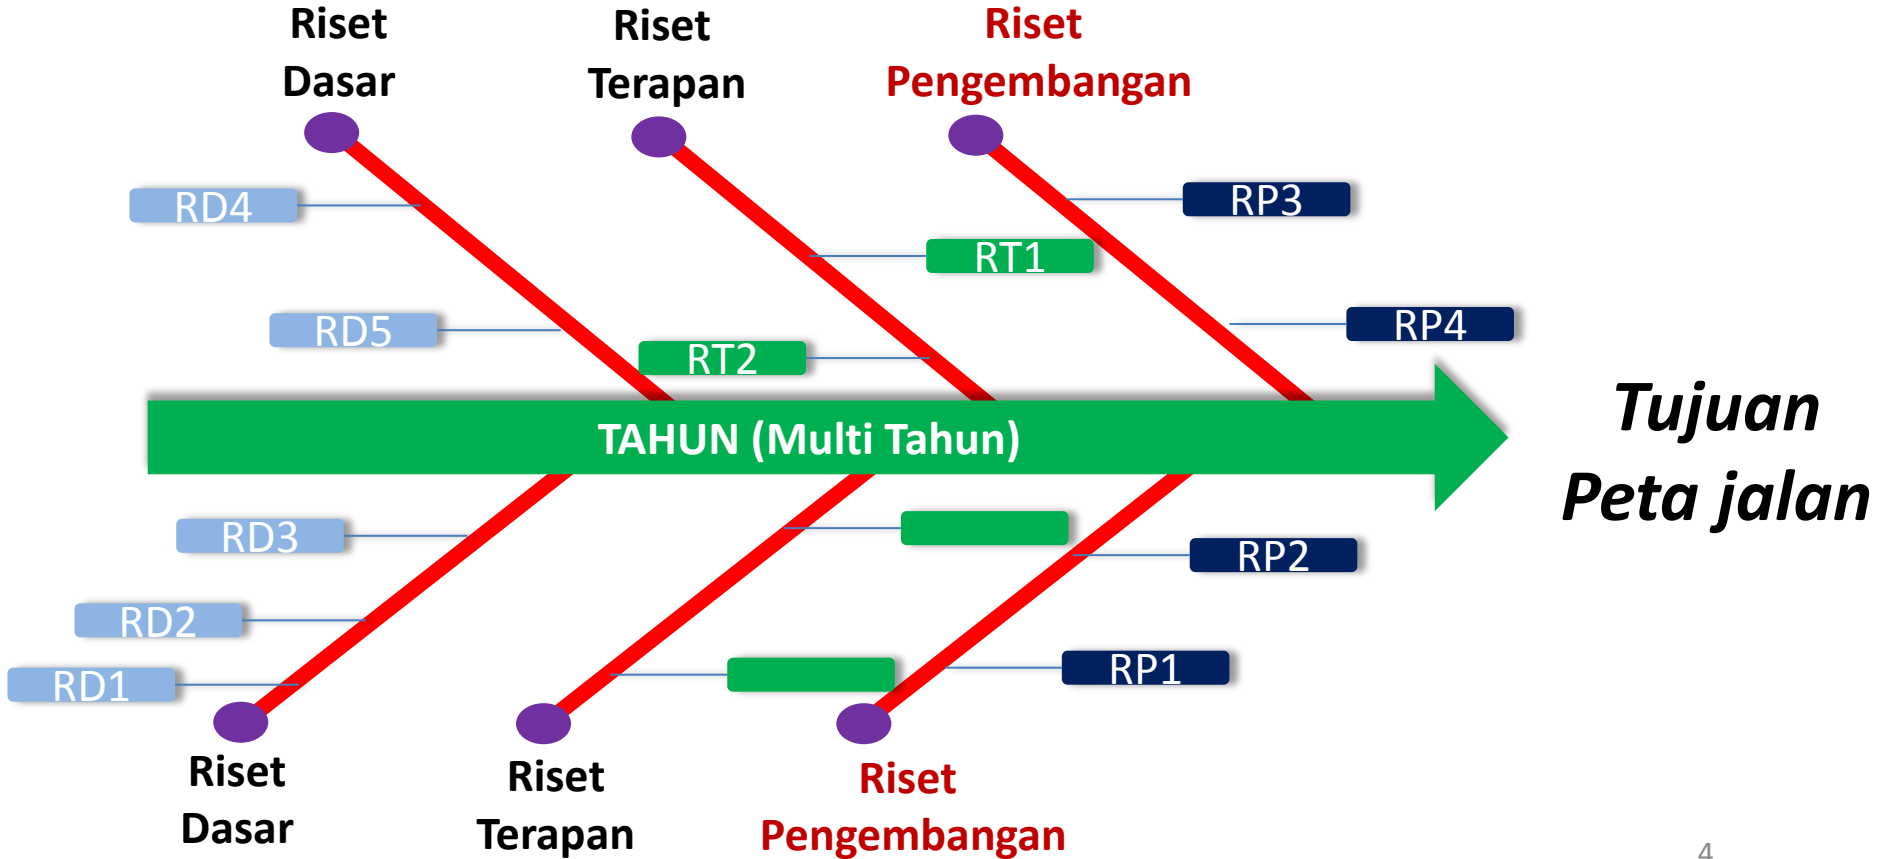 Riset
Dasar
Riset
Terapan
Riset
Pengembangan
RD4
RP3
RT1
RD5
RP4
RT2
TAHUN (Multi Tahun)
Tujuan
Peta jalan
RD3
RP2
RD2
RP1
RD1
Riset
Dasar
Riset
Terapan
Riset
Pengembangan
4